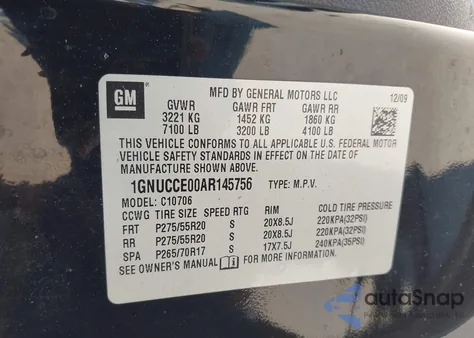 GM
MFD BY GENERAL MOTORS LLC
12/09
GVWR GAWR FRT GAWR RR
3221 KG 1452 KG 1860 KG
7100 LB 3200 LB 4100 LB
THIS VEHICLE CONFORMS TO ALL APPLICABLE U.S. FEDERAL MOTOR
VEHICLE SAFETY STANDARDS IN EFFECT ON THE DATE OF
MANUFACTURE SHOWN ABOVE.
1GNUCCE00AR145756 TYPE: M.P.V.
MODEL: C10706
CCWG TIRE SIZE SPEED RTG RIM COLD TIRE PRESSURE
FRT P275/55R20 S 20X8.5J 220KPA(32PSI)
RR P275/55R20 S 20X8.5J 220KPA(32PSI)
SPA P265/70R17 S 17X7.5J 240KPA(35PSI)
SEE OWNER'S MANUAL FOR MORE INFORMATION.
autoSnap